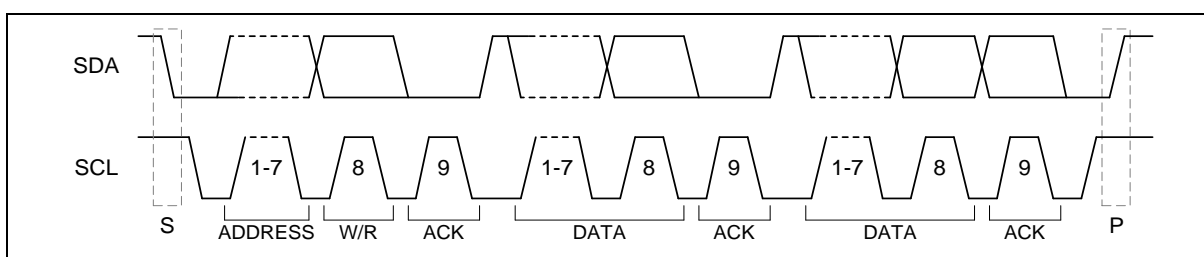 SDA
SCL 1-7 8 9 1-7 8 9 1-7 8 9
S ADDRESS W/R ACK DATA ACK DATA ACK P